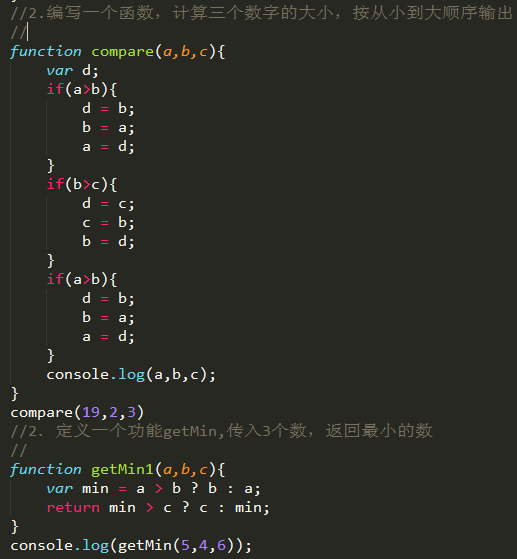 //2.编写一个函数，计算三个数字的大小，按从小到大顺序输出
//
function compare(a,b,c){
    var d;
    if(a>b){
        d = b;
        b = a;
        a = d;
    }
    if(b>c){
        d = c;
        c = b;
        b = d;
    }
    if(a>b){
        d = b;
        b = a;
        a = d;
    }
    console.log(a,b,c);
}
compare(19,2,3)
//2. 定义一个功能getMin,传入3个数，返回最小的数
//
function getMin1(a,b,c){
    var min = a > b ? b : a;
    return min > c ? c : min;
}
console.log(getMin(5,4,6));